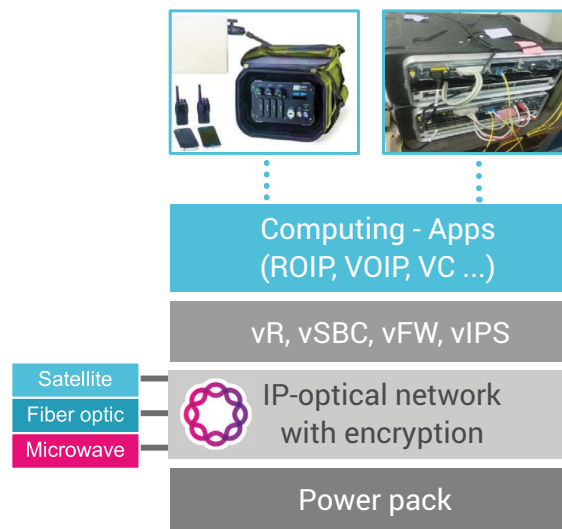 Computing - Apps
(ROIP, VOIP, VC ...)
vR, vSBC, vFW, vIPS
Satellite
Fiber optic
Microwave
IP-optical network
with encryption
Power pack